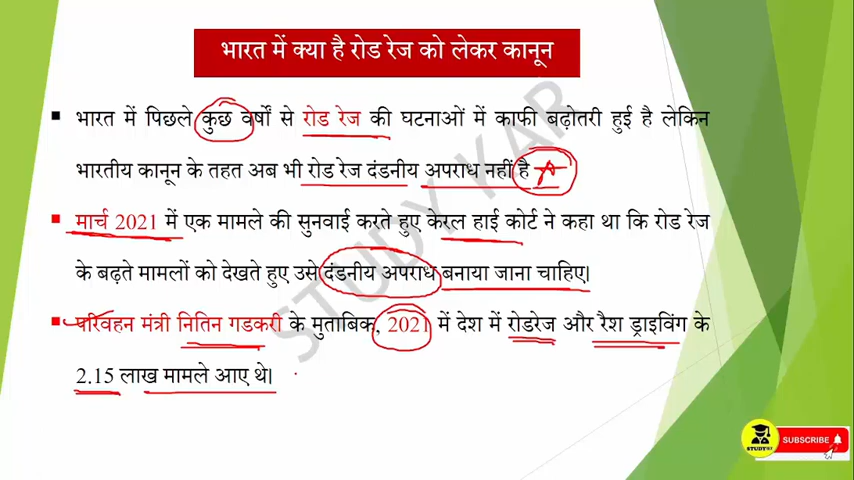 भारत में क्या है रोड रेज को लेकर कानून
भारत में पिछले कुछ वर्षों से रोड रेज की घटनाओं में काफी बढ़ोतरी हुई है लेकिन
भारतीय कानून के तहत अब भी रोड रेज दंडनीय अपराध नहीं है
मार्च 2021 में एक मामले की सुनवाई करते हुए केरल हाई कोर्ट ने कहा था कि रोड रेज
के बढ़ते मामलों को देखते हुए उसे दंडनीय अपराध बनाया जाना चाहिए।
परिवहन मंत्री नितिन गडकरी के मुताबिक, 2021 में देश में रोडरेज और रैश ड्राइविंग के
2.15 लाख मामले आए थे।
STUDY KAR
SUBSCRIBE